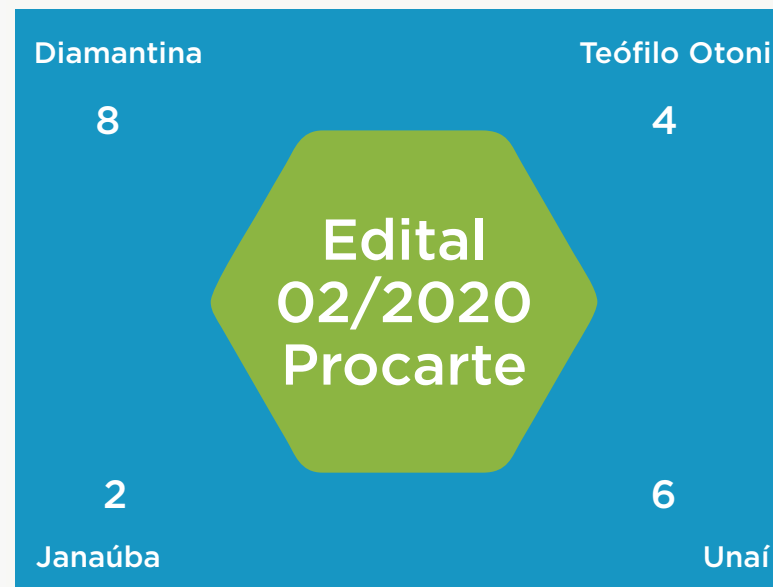 Diamantina
Teófilo Otoni
8
4
Edital
02/2020
Procarte
2
6
Janaúba
Unaí